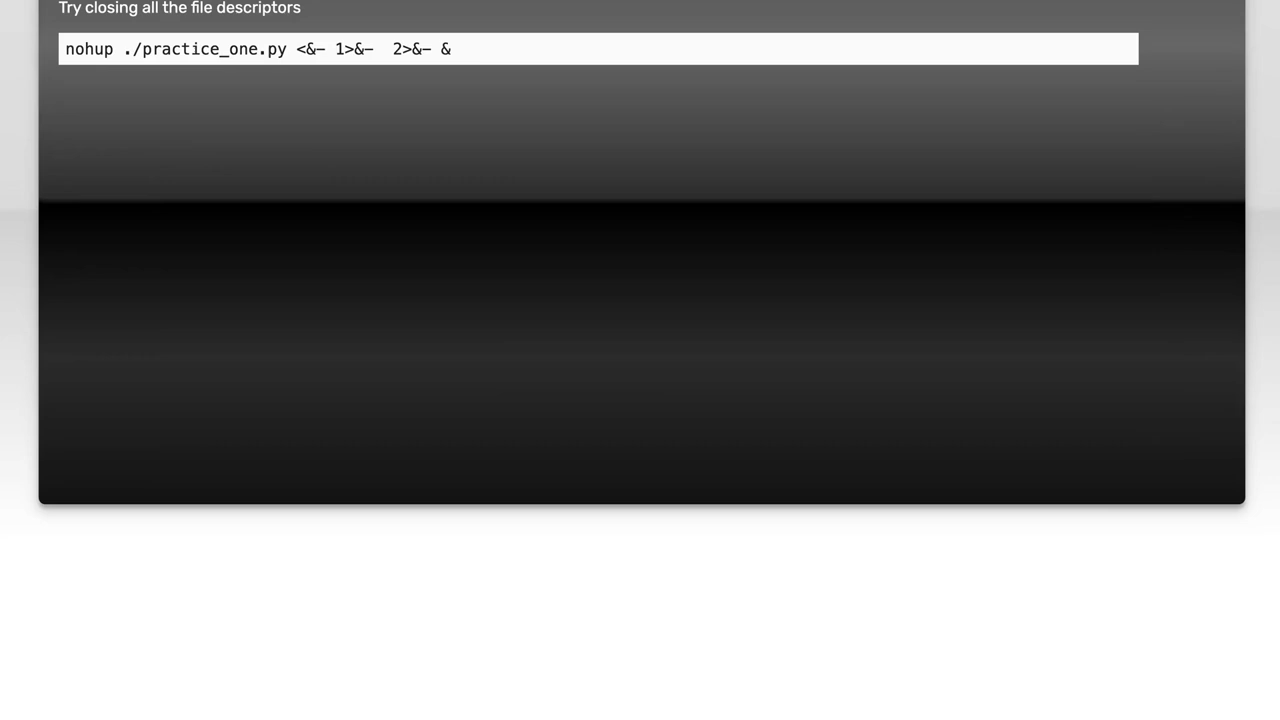 Try closing all the file descriptors
nohup ./practice_one.py <&- 1>&-  2>&- &